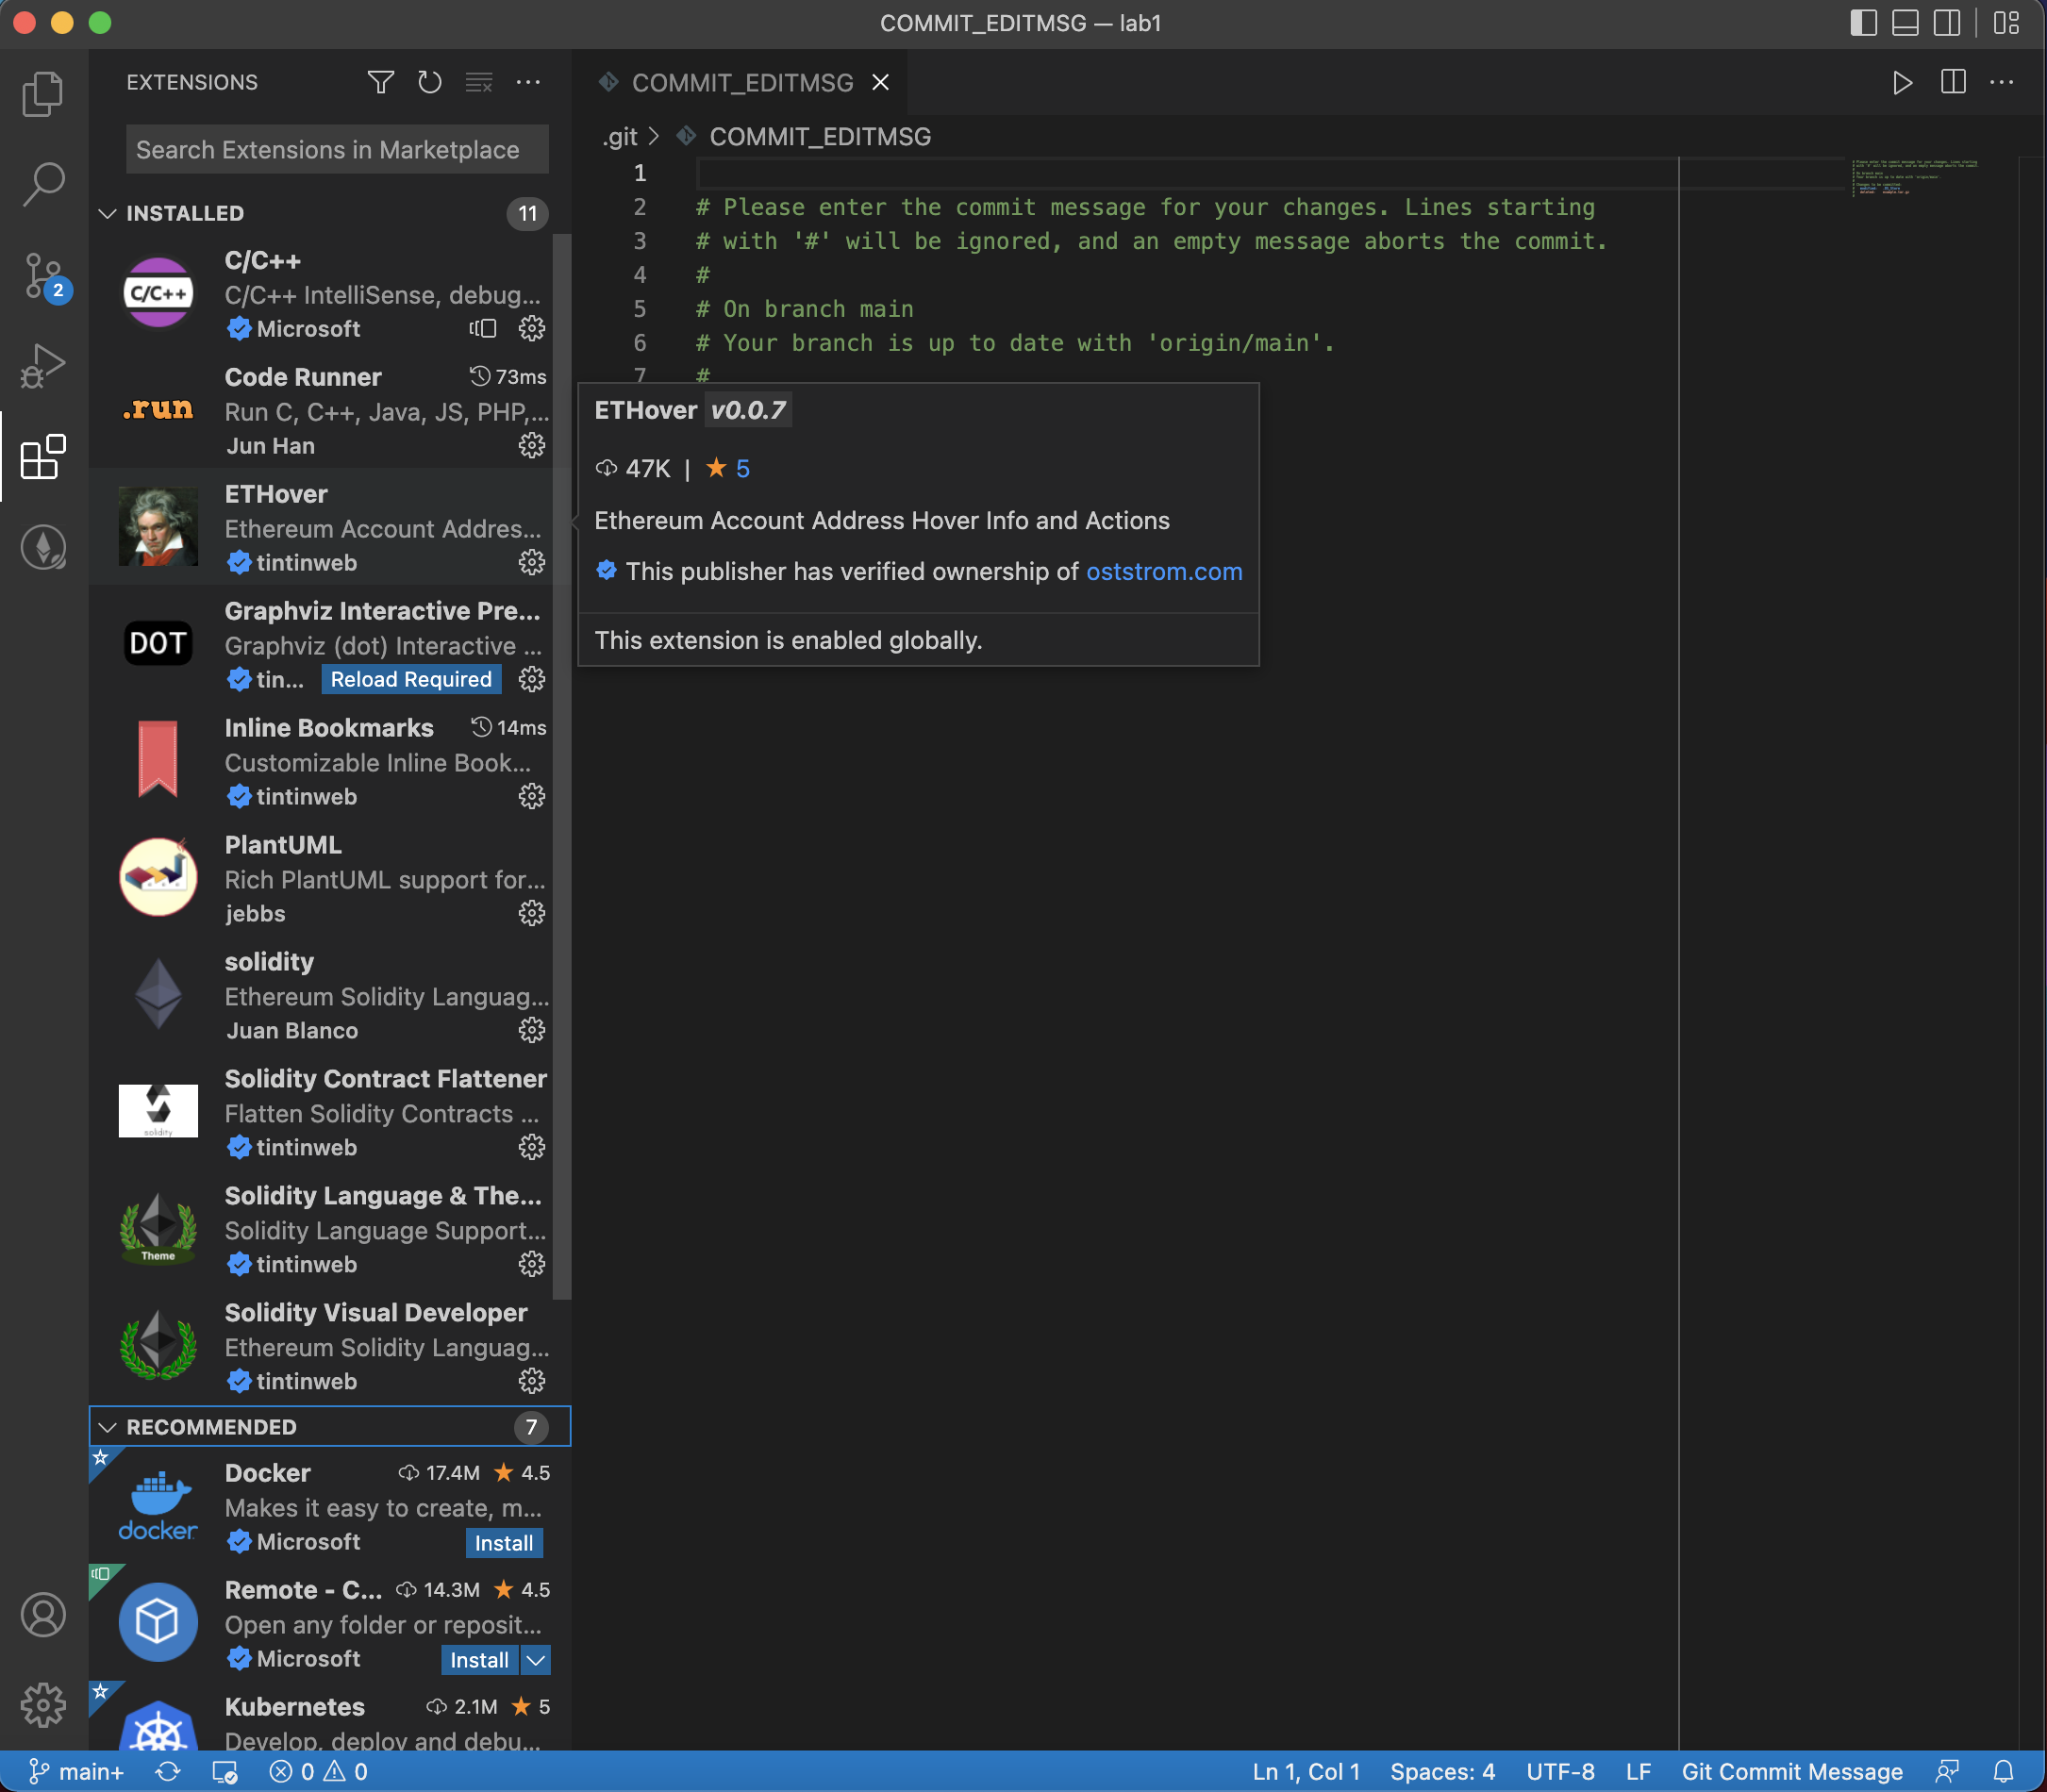 COMMIT_EDITMSG — lab1
EXTENSIONS
Search Extensions in Marketplace
INSTALLED
11
C/C++
C/C++
C/C++ IntelliSense, debug...
Microsoft
.run
Code Runner
73ms
Run C, C++, Java, JS, PHP,...
Jun Han
ETHover
Ethereum Account Addres...
tintinweb
DOT
Graphviz Interactive Pre...
Graphviz (dot) Interactive ...
tin...
Reload Required
Inline Bookmarks
14ms
Customizable Inline Book...
tintinweb
PlantUML
Rich PlantUML support for...
jebbs
solidity
Ethereum Solidity Languag...
Juan Blanco
solidity
Solidity Contract Flattener
Flatten Solidity Contracts ...
tintinweb
Theme
Solidity Language & The...
Solidity Language Support...
tintinweb
Solidity Visual Developer
Ethereum Solidity Languag...
tintinweb
RECOMMENDED
7
docker
Docker
17.4M
4.5
Makes it easy to create, m...
Microsoft
Install
Remote - C...
14.3M
4.5
Open any folder or reposit...
Microsoft
Install
Kubernetes
2.1M
5
Develop, deploy and debu...
2
COMMIT_EDITMSG
.git > COMMIT_EDITMSG
1
2 # Please enter the commit message for your changes. Lines starting
3 # with '#' will be ignored, and an empty message aborts the commit.
4 #
5 # On branch main
6 # Your branch is up to date with 'origin/main'.
7 #
ETHover v0.0.7
47K | 5
Ethereum Account Address Hover Info and Actions
This publisher has verified ownership of oststrom.com
This extension is enabled globally.
main+
0
0
Ln 1, Col 1
Spaces: 4
UTF-8
LF
Git Commit Message